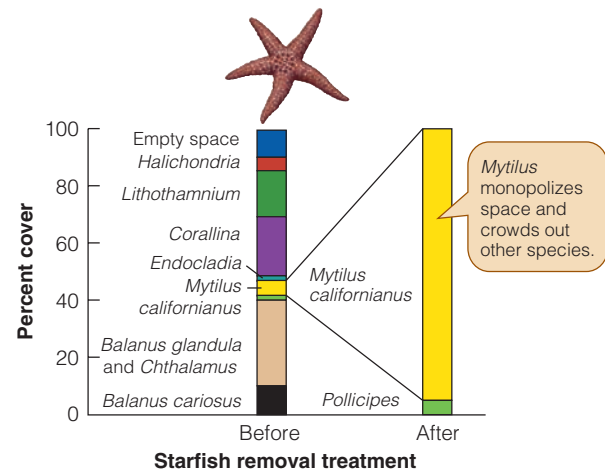 100
80
60
40
20
0
Percent cover
Empty space
Halichondria
Lithothamnium
Corallina
Endocladia
Mytilus
californianus
Balanus glandula
and Chthalamus
Balanus cariosus
Mytilus
californianus
Pollicipes
Mytilus
monopolizes
space and
crowds out
other species.
Before
After
Starfish removal treatment